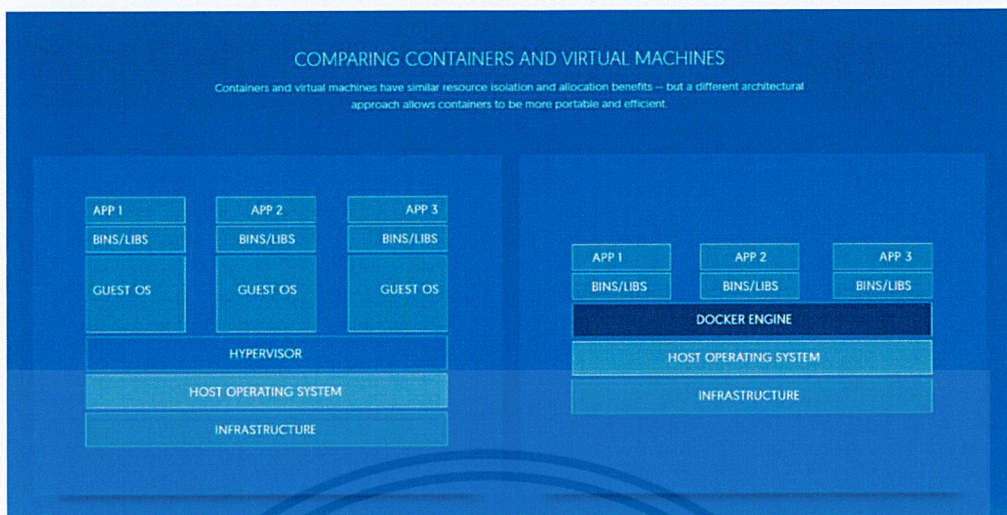 COMPARING CONTAINERS AND VIRTUAL MACHINES
Containers and virtual machines have similar resource isolation and allocation benefits – but a different architectural
approach allows containers to be more portable and efficient.
APP 1
APP 2
APP 3
BINS/LIBS
BINS/LIBS
BINS/LIBS
GUEST OS
GUEST OS
GUEST OS
HYPERVISOR
HOST OPERATING SYSTEM
INFRASTRUCTURE
APP 1
APP 2
APP 3
BINS/LIBS
BINS/LIBS
BINS/LIBS
DOCKER ENGINE
HOST OPERATING SYSTEM
INFRASTRUCTURE